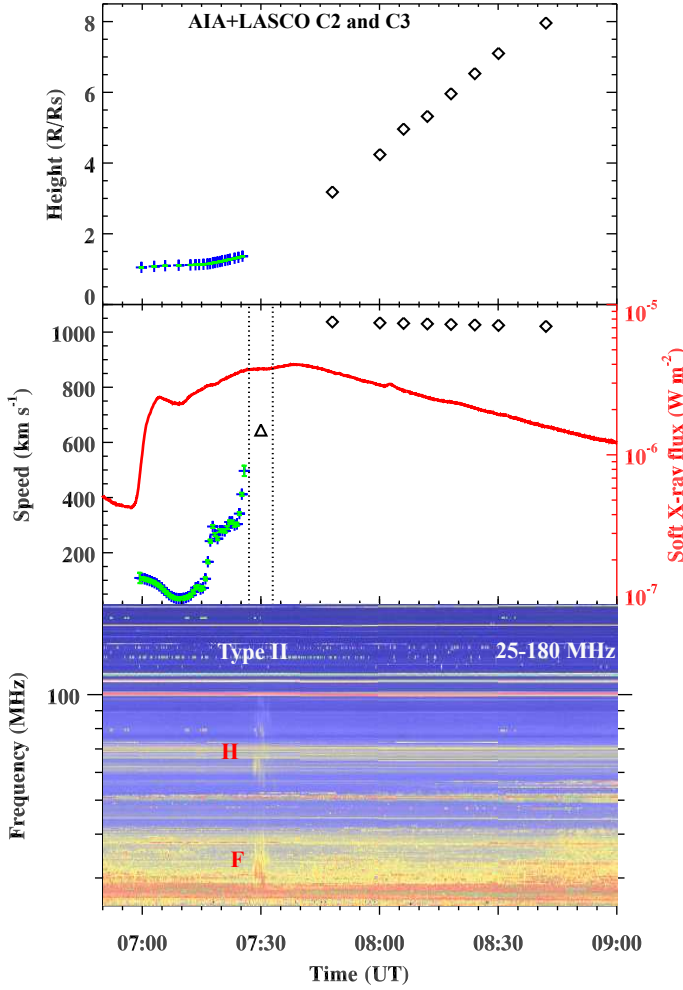 AIA+LASCO C2 and C3
8
6
4
2
0
Height (R/Rs)
1000
800
600
400
200
Speed (km s⁻¹)
10⁻⁵
10⁻⁶
10⁻⁷
Soft X-ray flux (W m⁻²)
Type II 25-180 MHz
100
H
F
Frequency (MHz)
07:00 07:30 08:00 08:30 09:00
Time (UT)